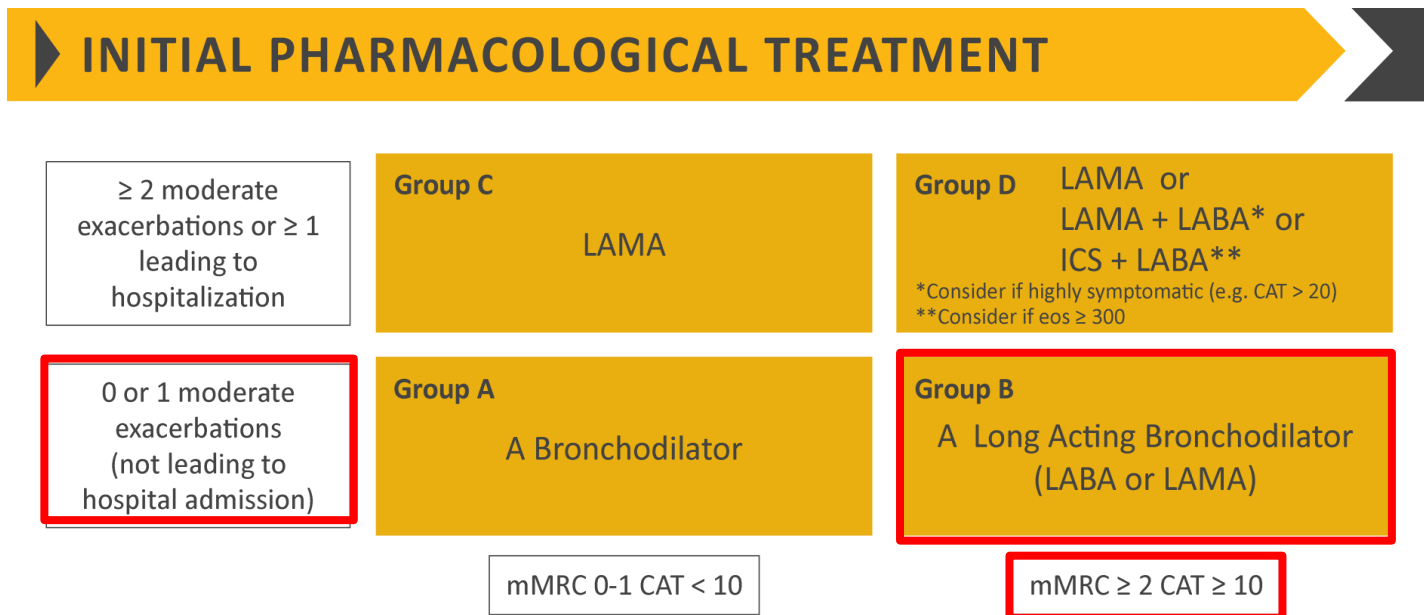 INITIAL PHARMACOLOGICAL TREATMENT
≥ 2 moderate
exacerbations or ≥ 1
leading to
hospitalization
Group C
LAMA
Group D
LAMA or
LAMA + LABA* or
ICS + LABA**
*Consider if highly symptomatic (e.g. CAT > 20)
**Consider if eos ≥ 300
0 or 1 moderate
exacerbations
(not leading to
hospital admission)
Group A
A Bronchodilator
Group B
A Long Acting Bronchodilator
(LABA or LAMA)
mMRC 0-1 CAT < 10
mMRC ≥ 2 CAT ≥ 10